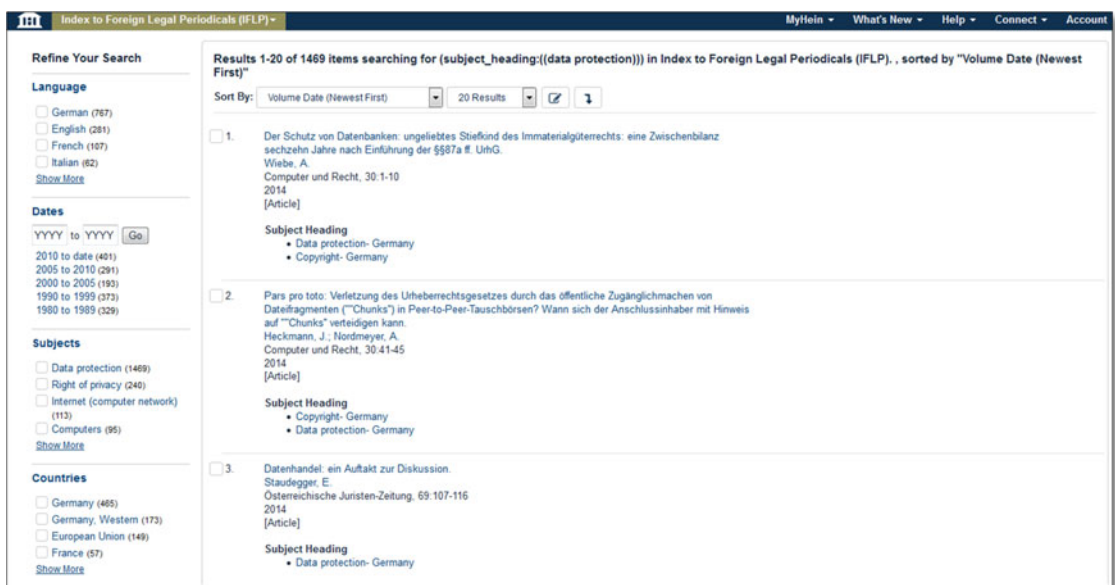 Index to Foreign Legal Periodicals (IFLP)
MyHein
What's New
Help
Connect
Account
Refine Your Search
Language
German (767)
English (281)
French (107)
Italian (62)
Show More
Dates
YYYY to YYYY Go
2010 to date (401)
2005 to 2010 (291)
2000 to 2005 (193)
1990 to 1999 (373)
1980 to 1989 (329)
Subjects
Data protection (1469)
Right of privacy (240)
Internet (computer network)
(113)
Computers (95)
Show More
Countries
Germany (465)
Germany, Western (173)
European Union (149)
France (57)
Show More
Results 1-20 of 1469 items searching for (subject_heading:((data protection))) in Index to Foreign Legal Periodicals (IFLP). , sorted by "Volume Date (Newest
First)"
Sort By: Volume Date (Newest First) 20 Results
1. Der Schutz von Datenbanken: ungeliebtes Stiefkind des Immaterialgüterrechts: eine Zwischenbilanz
sechzehn Jahre nach Einführung der §§87a ff. UrhG.
Wiebe, A.
Computer und Recht, 30:1-10
2014
[Article]
Subject Heading
• Data protection- Germany
• Copyright- Germany
2. Pars pro toto: Verletzung des Urheberrechtsgesetzes durch das öffentliche Zugänglichmachen von
Dateifragmenten (""Chunks") in Peer-to-Peer-Tauschbörsen? Wann sich der Anschlussinhaber mit Hinweis
auf ""Chunks" verteidigen kann.
Heckmann, J.; Nordmeyer, A.
Computer und Recht, 30:41-45
2014
[Article]
Subject Heading
• Copyright- Germany
• Data protection- Germany
3. Datenhandel: ein Auftakt zur Diskussion.
Staudegger, E.
Österreichische Juristen-Zeitung, 69:107-116
2014
[Article]
Subject Heading
• Data protection- Germany